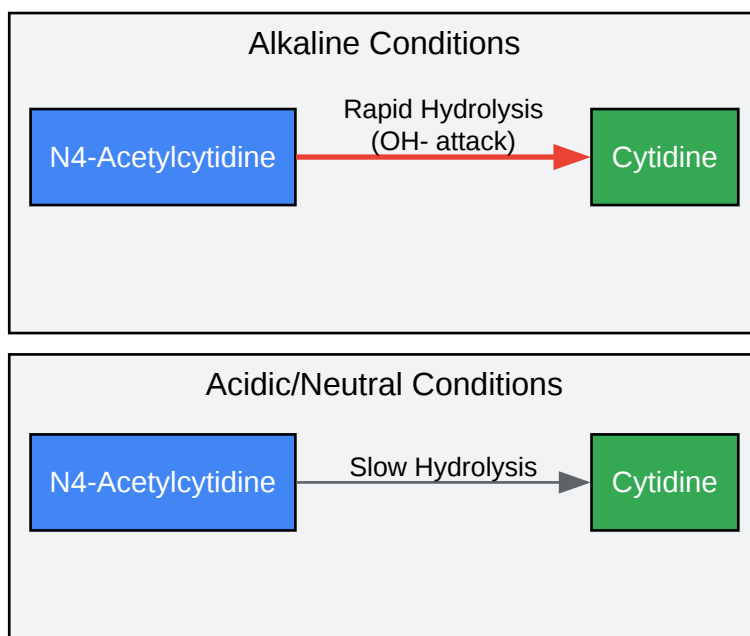 Alkaline Conditions
Rapid Hydrolysis
(OH- attack)
N4-Acetylcytidine
Cytidine
Acidic/Neutral Conditions
N4-Acetylcytidine
Slow Hydrolysis
Cytidine